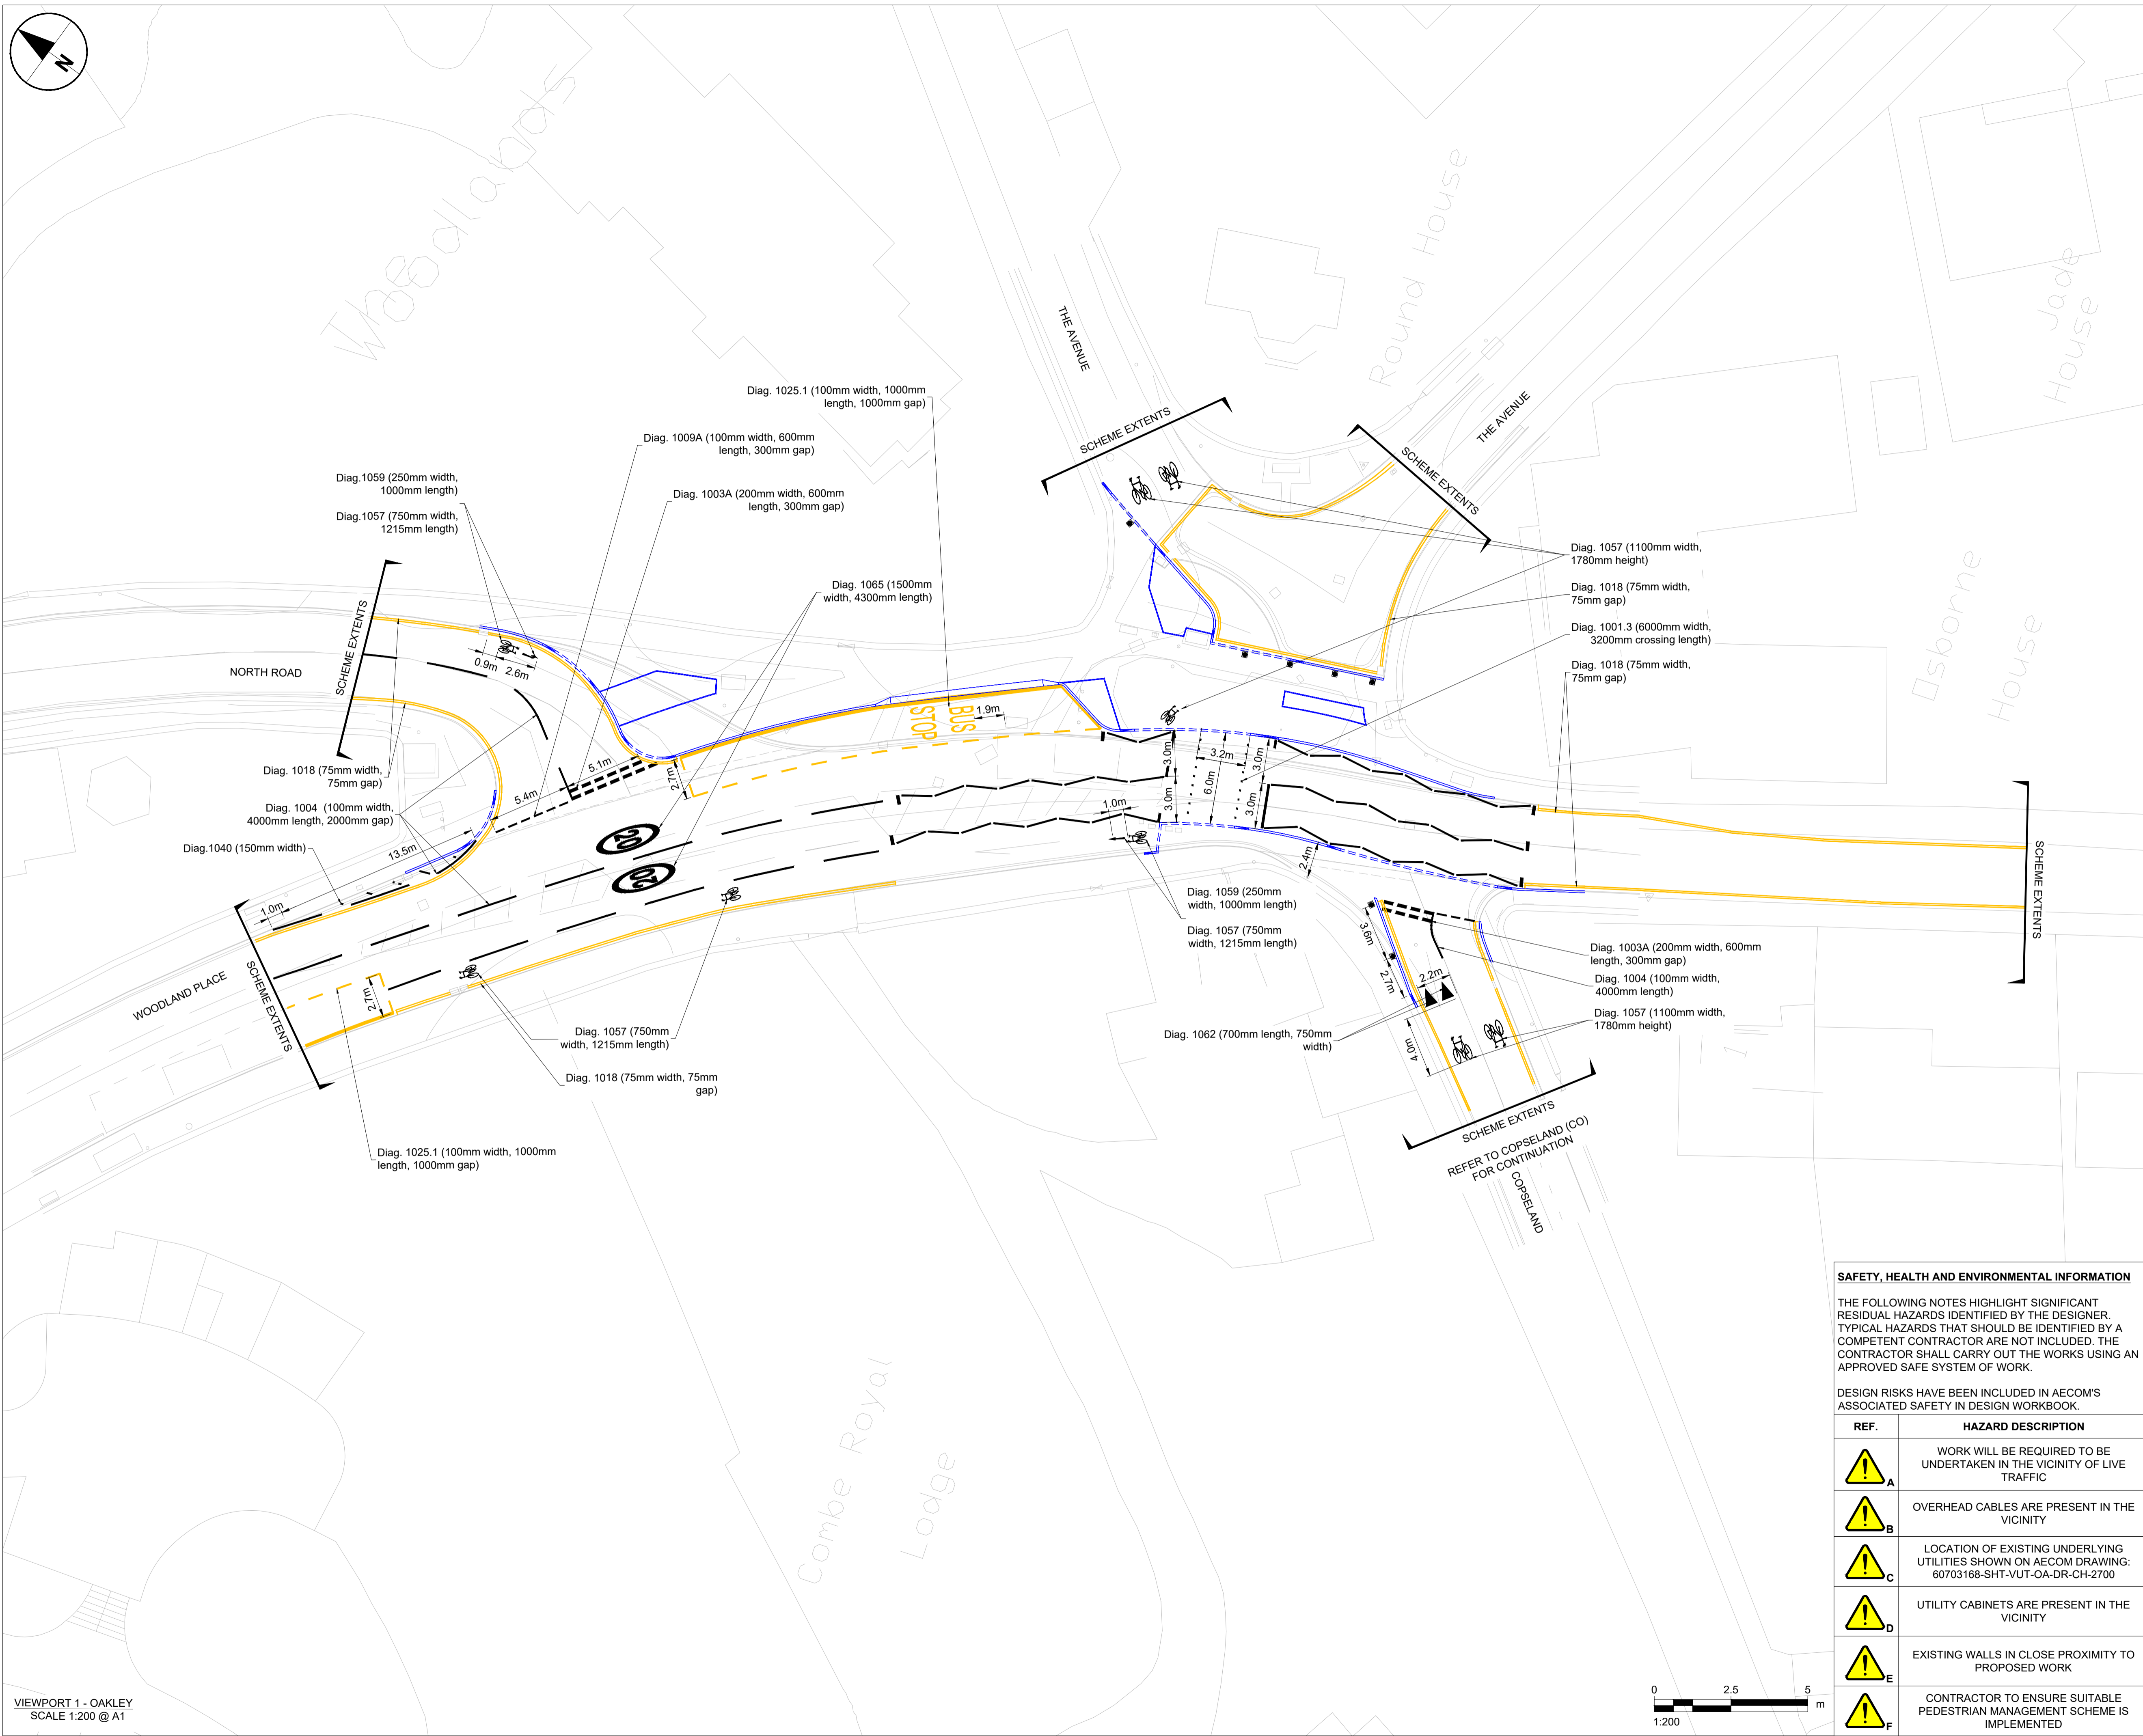 N
Woodlands
Round House
Jade
House
THE AVENUE
Diag. 1025.1 (100mm width, 1000mm
length, 1000mm gap)
SCHEME EXTENTS
THE AVENUE
Diag. 1009A (100mm width, 600mm
length, 300mm gap)
SCHEME EXTENTS
Diag.1059 (250mm width,
1000mm length)
Diag. 1003A (200mm width, 600mm
length, 300mm gap)
Diag.1057 (750mm width,
1215mm length)
Diag. 1057 (1100mm width,
1780mm height)
Diag. 1065 (1500mm
width, 4300mm length)
Diag. 1018 (75mm width,
75mm gap)
Osborne
House
Diag. 1001.3 (6000mm width,
3200mm crossing length)
SCHEME EXTENTS
NORTH ROAD
0.9m
2.6m
Diag. 1018 (75mm width,
75mm gap)
BUS
STOP
1.9m
Diag. 1018 (75mm width,
75mm gap)
5.1m
2.7m
3.0m
3.2m
3.0m
6.0m
3.0m
3.0m
Diag. 1004 (100mm width,
4000mm length, 2000mm gap)
5.4m
1.0m
20
20
Diag.1040 (150mm width)
13.5m
2.4m
1.0m
SCHEME EXTENTS
Diag. 1059 (250mm
width, 1000mm length)
Diag. 1057 (750mm
width, 1215mm length)
3.6m
Diag. 1003A (200mm width, 600mm
length, 300mm gap)
WOODLAND PLACE
SCHEME EXTENTS
2.7m
2.7m
2.2m
Diag. 1004 (100mm width,
4000mm length)
Diag. 1057 (1100mm width,
1780mm height)
Diag. 1057 (750mm
width, 1215mm length)
Diag. 1062 (700mm length, 750mm
width)
4.0m
Diag. 1018 (75mm width, 75mm
gap)
1
Diag. 1025.1 (100mm width, 1000mm
length, 1000mm gap)
SCHEME EXTENTS
REFER TO COPSELAND (CO)
FOR CONTINUATION
COPSELAND
Combe Royal
Lodge
SAFETY, HEALTH AND ENVIRONMENTAL INFORMATION
THE FOLLOWING NOTES HIGHLIGHT SIGNIFICANT
RESIDUAL HAZARDS IDENTIFIED BY THE DESIGNER.
TYPICAL HAZARDS THAT SHOULD BE IDENTIFIED BY A
COMPETENT CONTRACTOR ARE NOT INCLUDED. THE
CONTRACTOR SHALL CARRY OUT THE WORKS USING AN
APPROVED SAFE SYSTEM OF WORK.
DESIGN RISKS HAVE BEEN INCLUDED IN AECOM'S
ASSOCIATED SAFETY IN DESIGN WORKBOOK.
REF. HAZARD DESCRIPTION
WORK WILL BE REQUIRED TO BE
UNDERTAKEN IN THE VICINITY OF LIVE
TRAFFIC
A
OVERHEAD CABLES ARE PRESENT IN THE
VICINITY
B
LOCATION OF EXISTING UNDERLYING
UTILITIES SHOWN ON AECOM DRAWING:
60703168-SHT-VUT-OA-DR-CH-2700
C
UTILITY CABINETS ARE PRESENT IN THE
VICINITY
D
EXISTING WALLS IN CLOSE PROXIMITY TO
PROPOSED WORK
E
CONTRACTOR TO ENSURE SUITABLE
PEDESTRIAN MANAGEMENT SCHEME IS
IMPLEMENTED
F
0 2.5 5
m
1:200
VIEWPORT 1 - OAKLEY
SCALE 1:200 @ A1